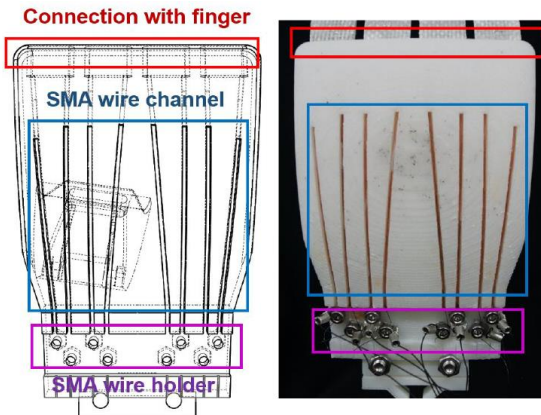 Connection with finger
SMA wire channel
SMA wire holder